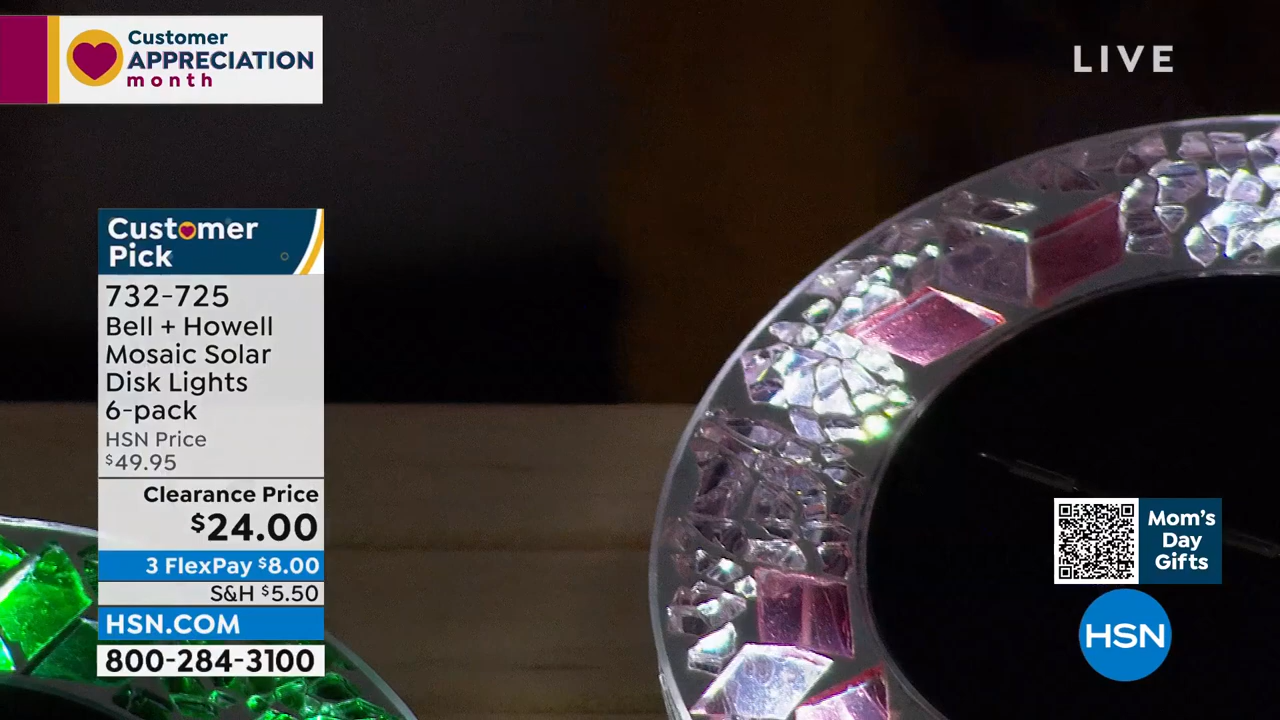 Customer
APPRECIATION
month
LIVE
Customer
Pick
732-725
Bell + Howell
Mosaic Solar
Disk Lights
6-pack
HSN Price
$49.95
Clearance Price
$24.00
3 FlexPay $8.00
S&H $5.50
HSN.COM
800-284-3100
Mom's
Day
Gifts
HSN